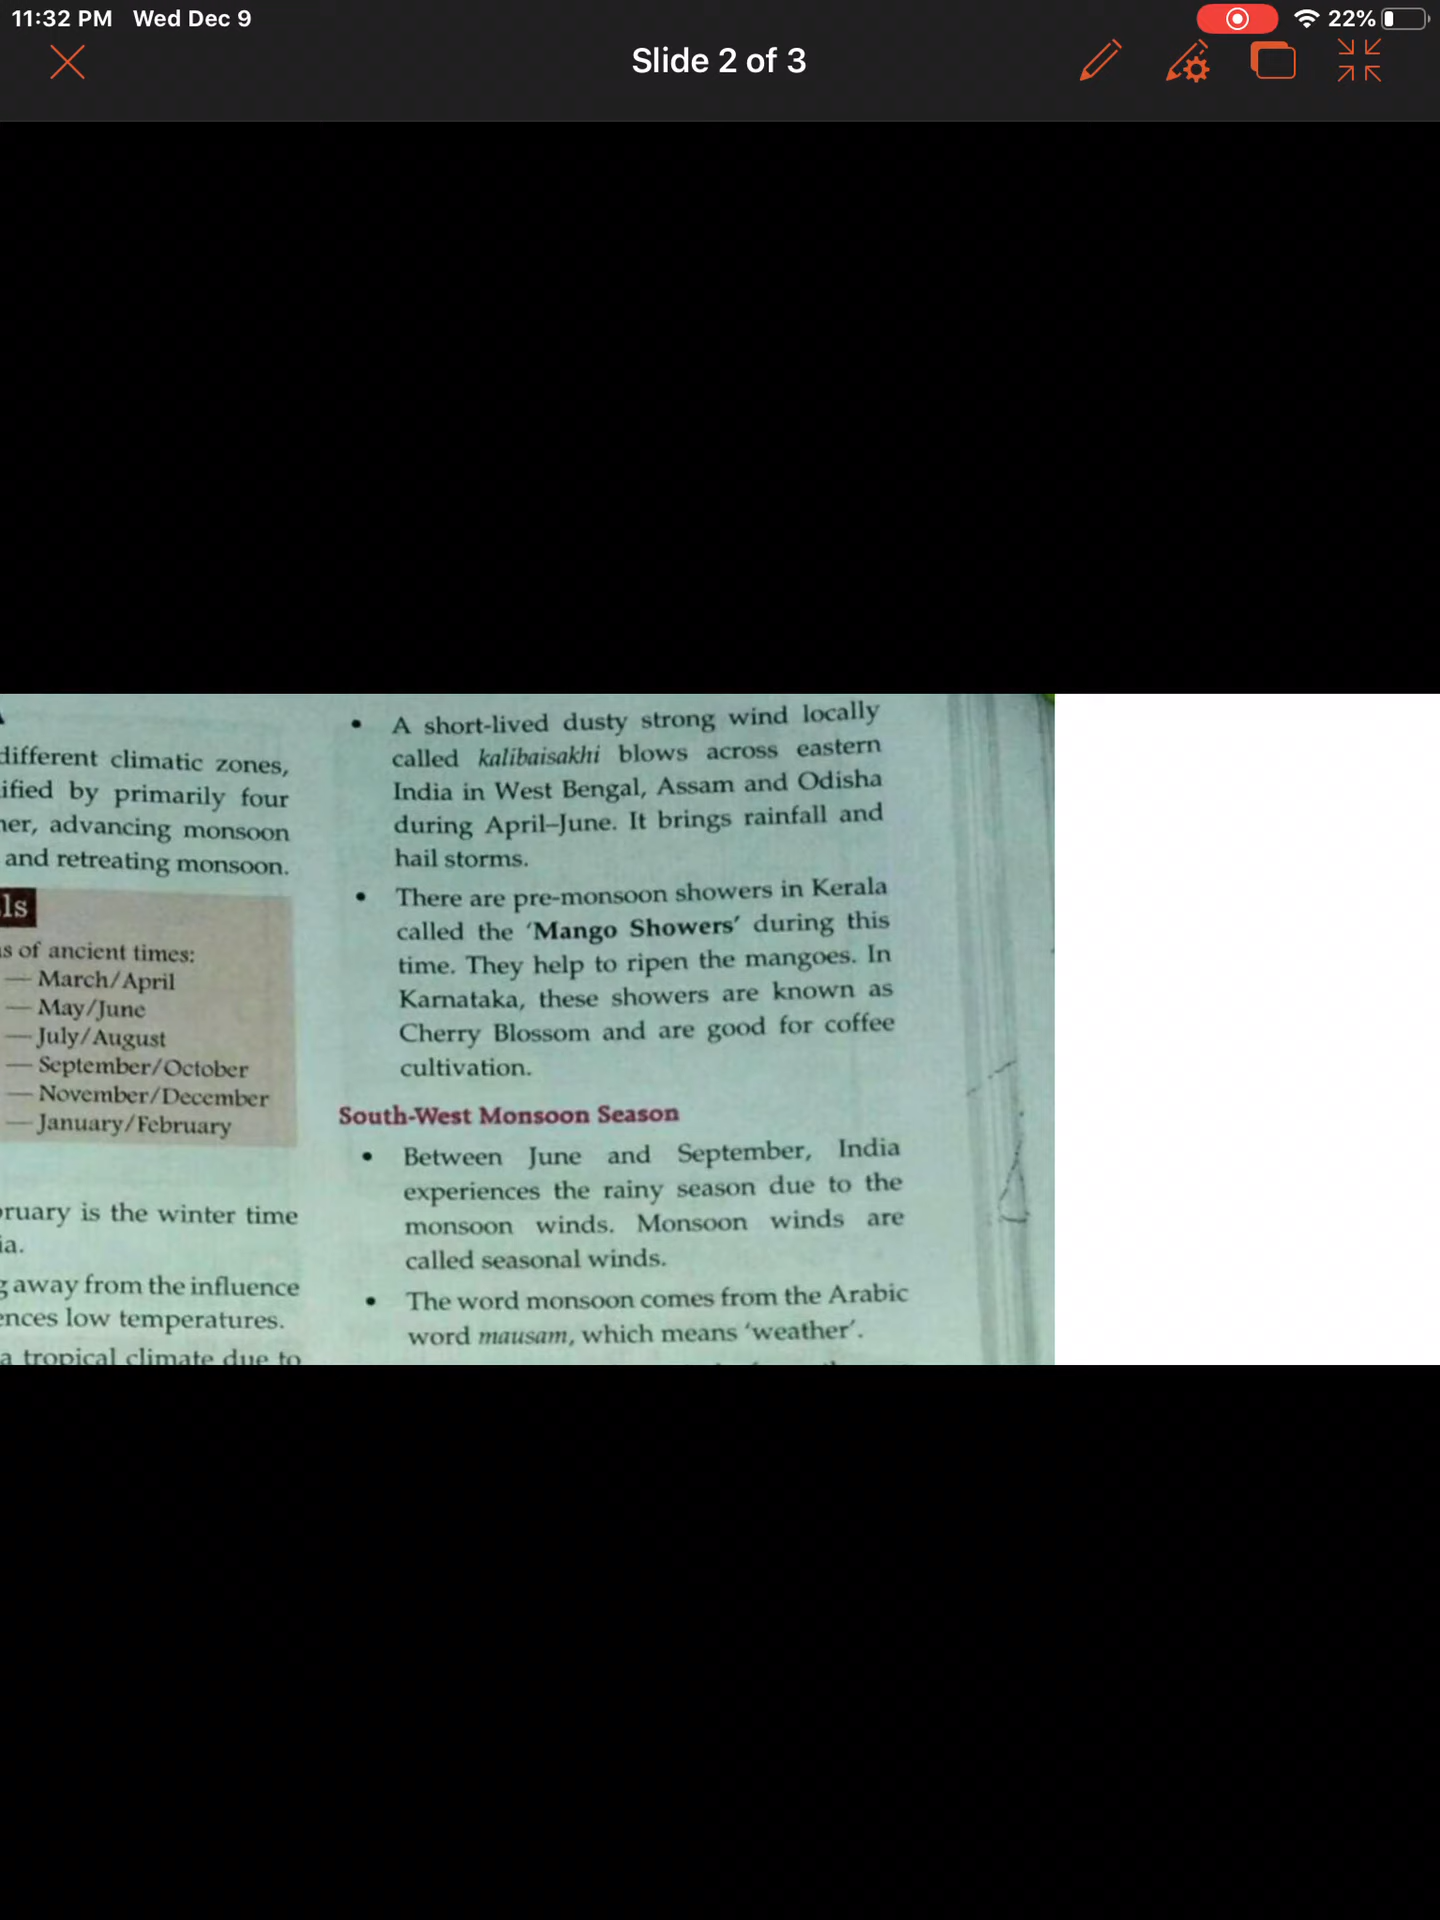 11:32 PM Wed Dec 9
22%
Slide 2 of 3
different climatic zones,
by primarily four
advancing monsoon
and retreating monsoon.
of ancient times:
— March/April
— May/June
— July/August
— September/October
— November/December
— January/February
is the winter time
away from the influence
low temperatures.
a tropical climate due to
• A short-lived dusty strong wind locally
called kalibaisakhi blows across eastern
India in West Bengal, Assam and Odisha
during April–June. It brings rainfall and
hail storms.
• There are pre-monsoon showers in Kerala
called the ‘Mango Showers’ during this
time. They help to ripen the mangoes. In
Karnataka, these showers are known as
Cherry Blossom and are good for coffee
cultivation.
South-West Monsoon Season
• Between June and September, India
experiences the rainy season due to the
monsoon winds. Monsoon winds are
called seasonal winds.
• The word monsoon comes from the Arabic
word mausam, which means ‘weather’.